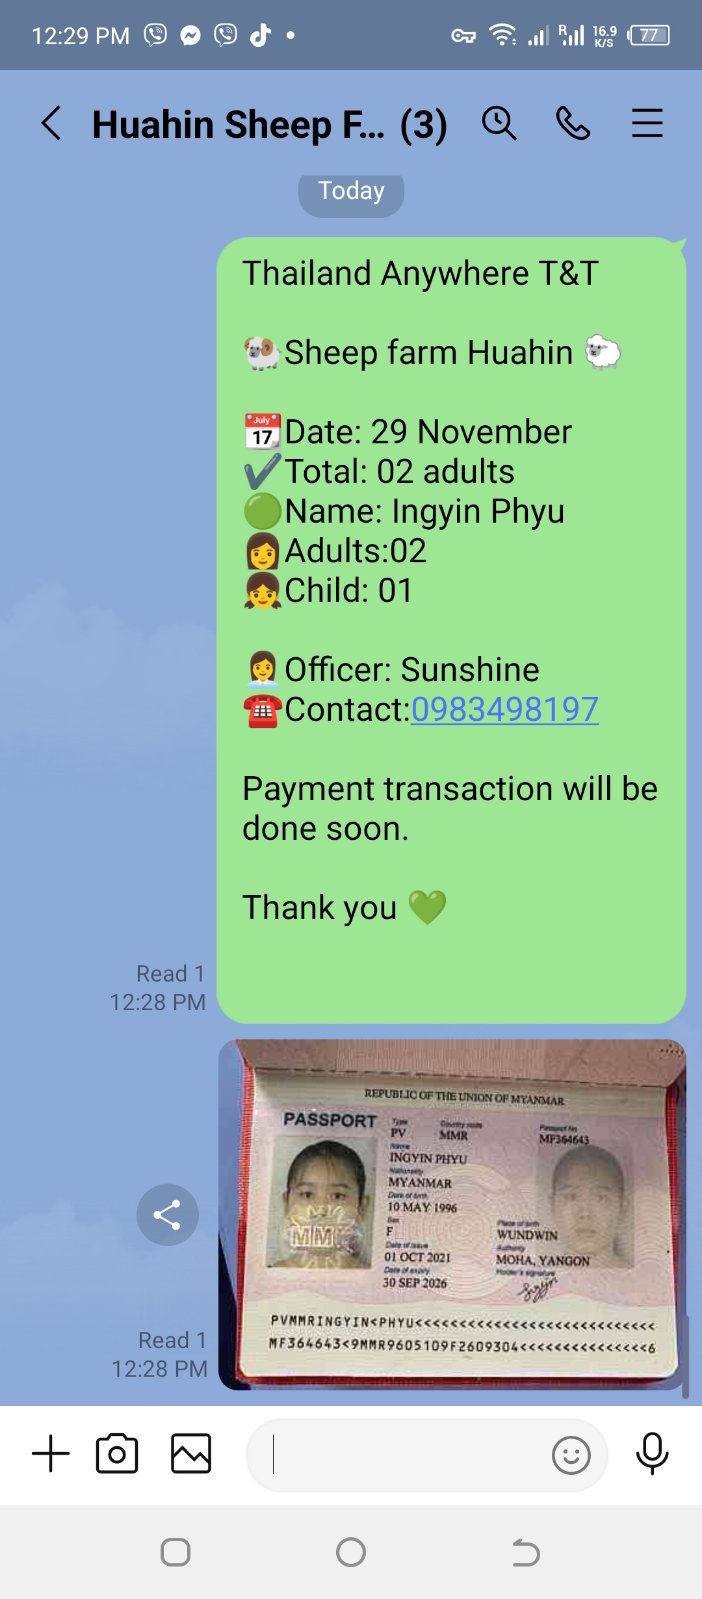 12:29 PM
R
16.9
K/S
77
Huahin Sheep F... (3)
Today
Thailand Anywhere T&T
Sheep farm Huahin
July
17
Date: 29 November
Total: 02 adults
Name: Ingyin Phyu
Adults:02
Child: 01
Officer: Sunshine
Contact:0983498197
Payment transaction will be
done soon.
Thank you
Read 1
12:28 PM
REPUBLIC OF THE UNION OF MYANMAR
PASSPORT
Type
Country code
Passport No
PV
MMR
MF364643
Name
INGYIN PHYU
Nationality
MYANMAR
Date of birth
10 MAY 1996
Sex
Place of birth
F
WUNDWIN
Date of issue
Authority
01 OCT 2021
MOHA, YANGON
Date of expiry
Holder's signature
30 SEP 2026
MM
PVMMRINGYIN<PHYU<<<<<<<<<<<<<<<<<<<<<<<<<<<<
MF364643<9MMR9605109F2609304<<<<<<<<<<<<<<<6
Read 1
12:28 PM